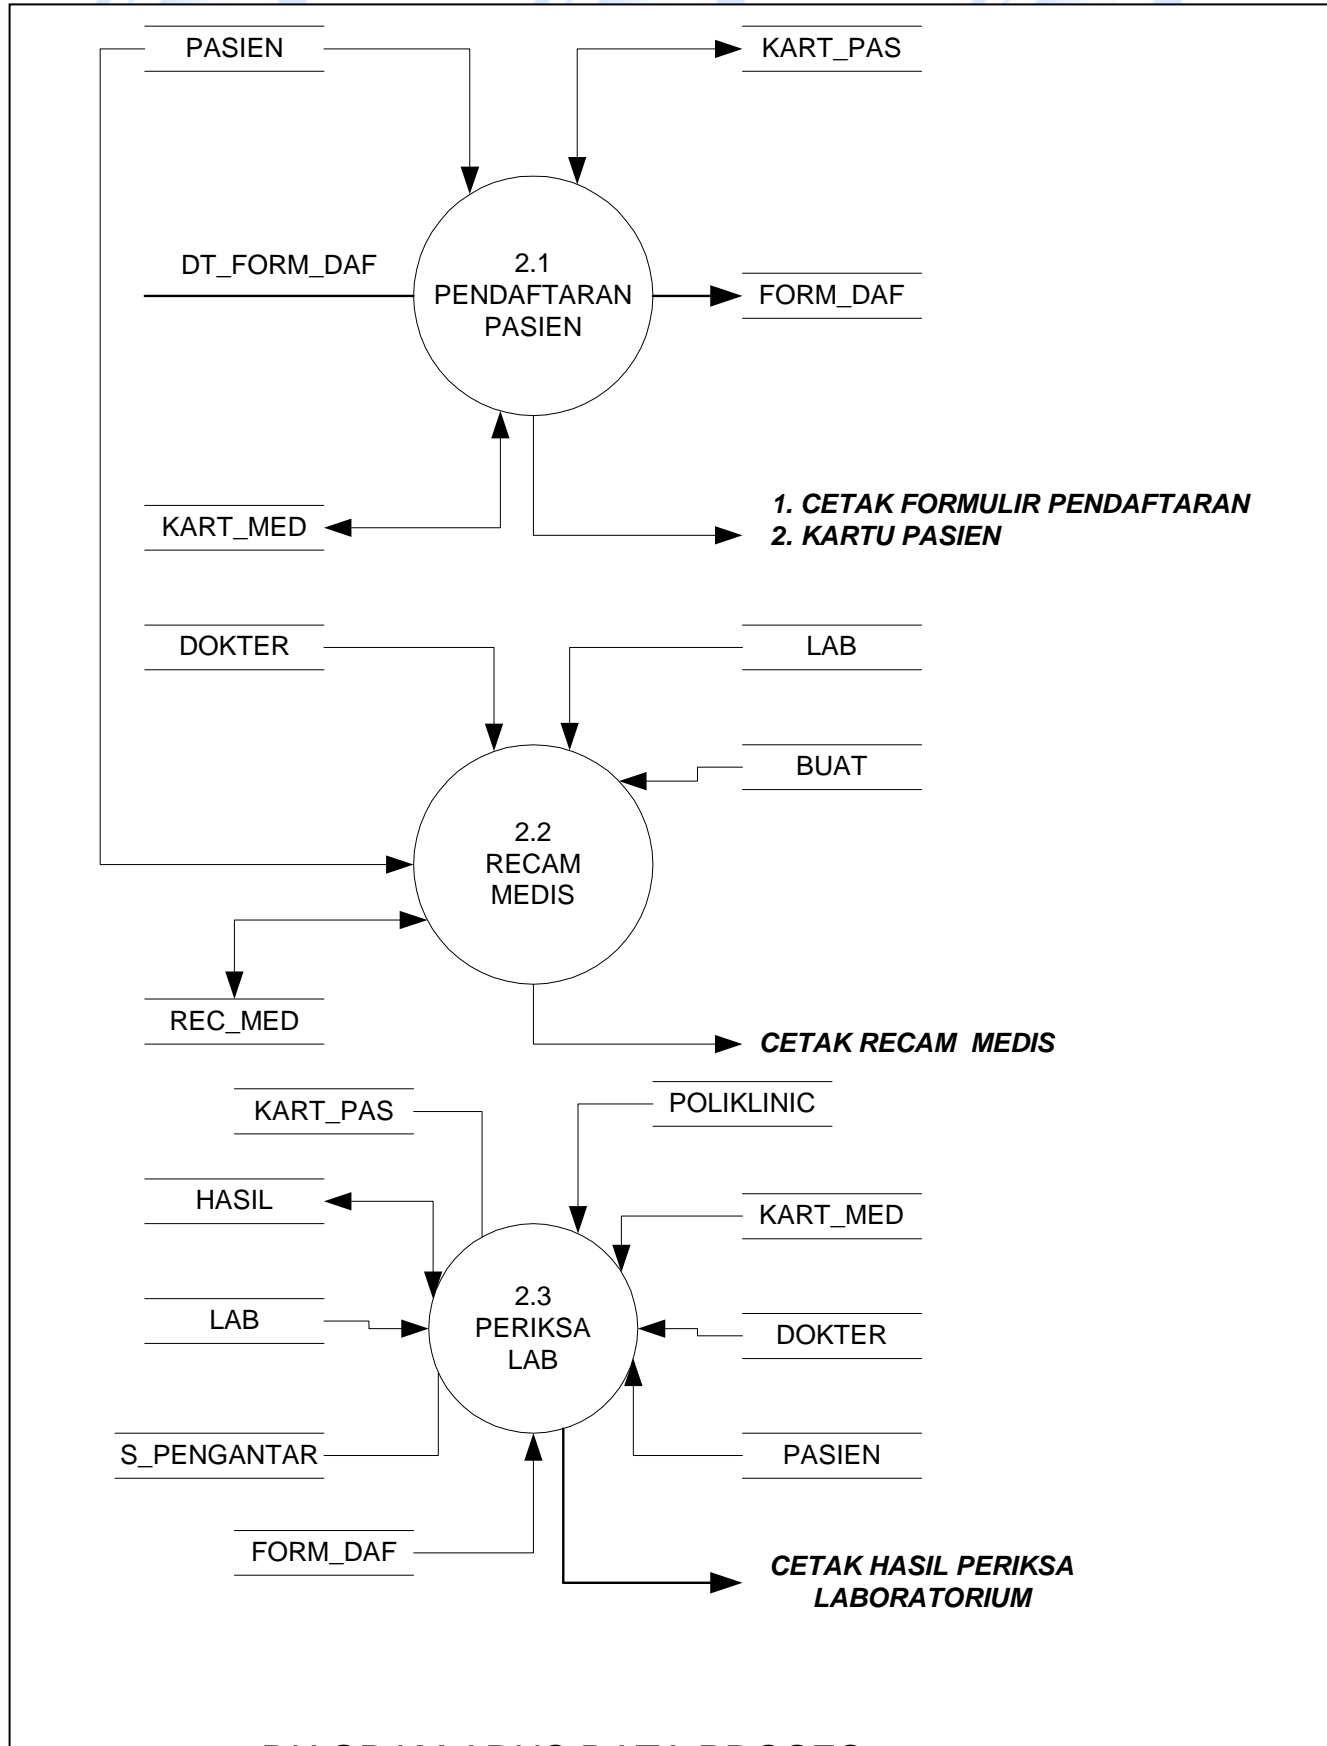 PASIEN
KART_PAS
DT_FORM_DAF
2.1
PENDAFTARAN
PASIEN
FORM_DAF
KART_MED
1. CETAK FORMULIR PENDAFTARAN
2. KARTU PASIEN
DOKTER
LAB
BUAT
2.2
RECAM
MEDIS
REC_MED
CETAK RECAM MEDIS
KART_PAS
POLIKLINIC
HASIL
KART_MED
LAB
2.3
PERIKSA
LAB
DOKTER
S_PENGANTAR
PASIEN
FORM_DAF
CETAK HASIL PERIKSA
LABORATORIUM